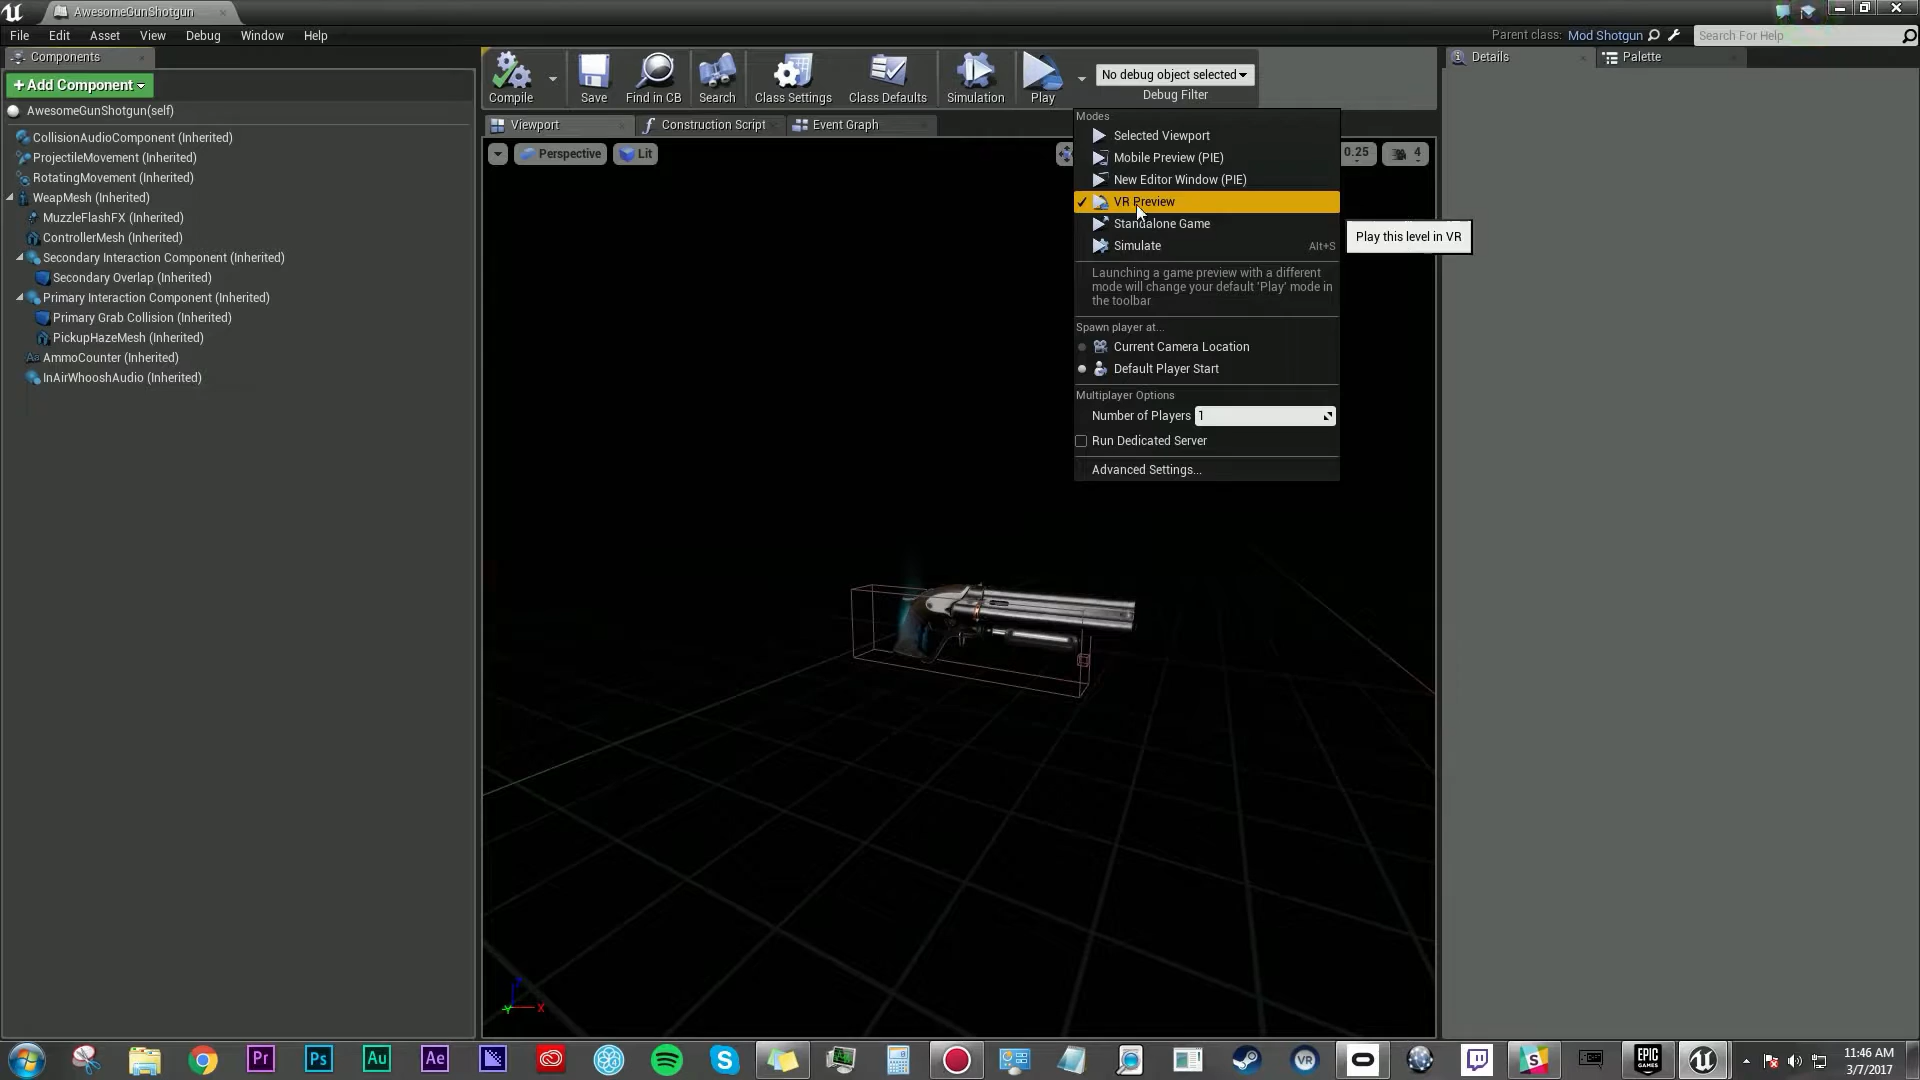 AwesomeGunShotgun
File Edit Asset View Debug Window Help
Parent class: Mod Shotgun
Search For Help
Components
Details
Palette
+Add Component
Compile
Save
Find in CB
Search
Class Settings
Class Defaults
Simulation
Play
No debug object selected
Debug Filter
AwesomeGunShotgun(self)
CollisionAudioComponent (Inherited)
ProjectileMovement (Inherited)
RotatingMovement (Inherited)
WeapMesh (Inherited)
MuzzleFlashFX (Inherited)
ControllerMesh (Inherited)
Secondary Interaction Component (Inherited)
Secondary Overlap (Inherited)
Primary Interaction Component (Inherited)
Primary Grab Collision (Inherited)
PickupHazeMesh (Inherited)
Aa AmmoCounter (Inherited)
InAirWhooshAudio (Inherited)
Viewport
Construction Script
Event Graph
Perspective
Lit
0.25
4
Modes
Selected Viewport
Mobile Preview (PIE)
New Editor Window (PIE)
VR Preview
Standalone Game
Simulate Alt+S
Play this level in VR
Launching a game preview with a different
mode will change your default 'Play' mode in
the toolbar
Spawn player at...
Current Camera Location
Default Player Start
Multiplayer Options
Number of Players 1
Run Dedicated Server
Advanced Settings...
X
Y
Pr
Ps
Au
Ae
VR
EPIC
GAMES
11:46 AM
3/7/2017